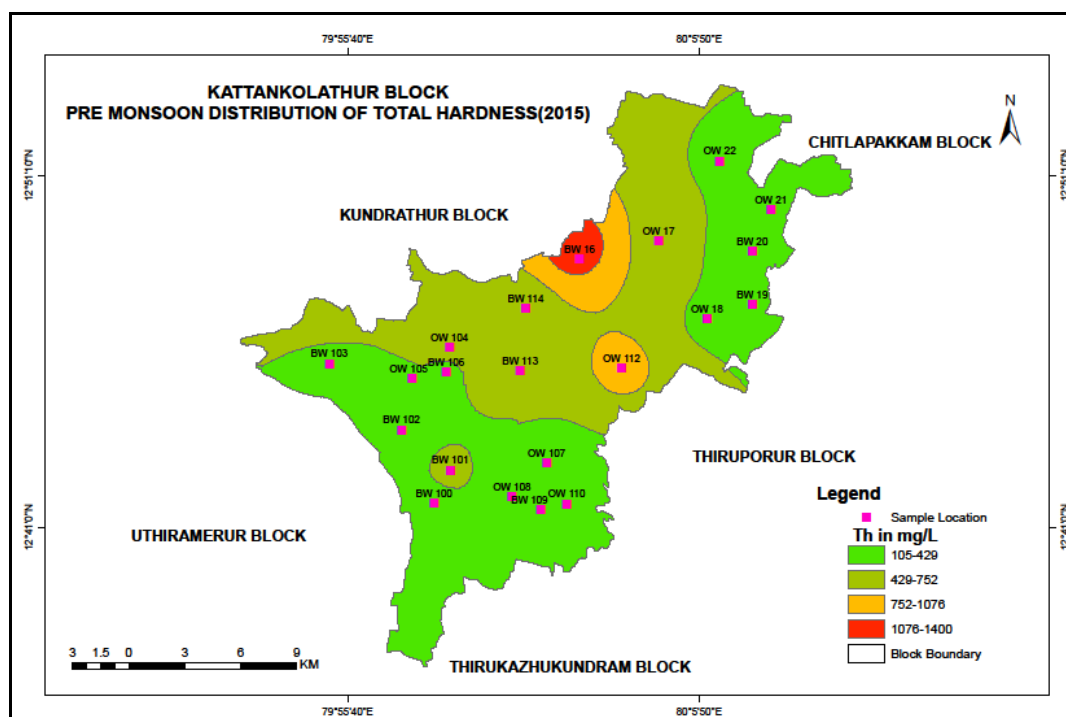 79°55'40"E
80°5'50"E
KATTANKOLATHUR BLOCK
PRE MONSOON DISTRIBUTION OF TOTAL HARDNESS(2015)
N
CHITLAPAKKAM BLOCK
12°51'0"N
12°51'0"N
OW 22
OW 21
KUNDRATHUR BLOCK
OW 17
BW 20
BW 16
BW 19
BW 114
OW 18
OW 104
BW 103
BW 106
OW 105
BW 113
OW 112
BW 102
THIRUPORUR BLOCK
BW 101
OW 107
BW 100
OW 108
BW 109
OW 110
UTHIRAMERUR BLOCK
12°41'0"N
12°41'0"N
Legend
Sample Location
Th in mg/L
105-429
429-752
752-1076
1076-1400
Block Boundary
3 1.5 0 3 6 9
KM
THIRUKAZHUKUNDRAM BLOCK
79°55'40"E
80°5'50"E